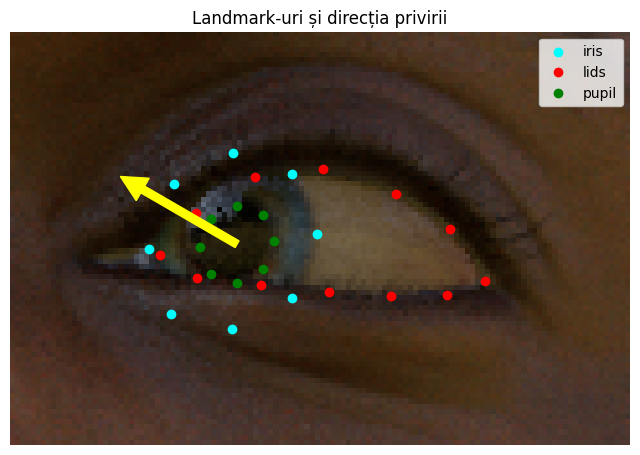 Landmark-uri și direcția privirii
iris
lids
pupil